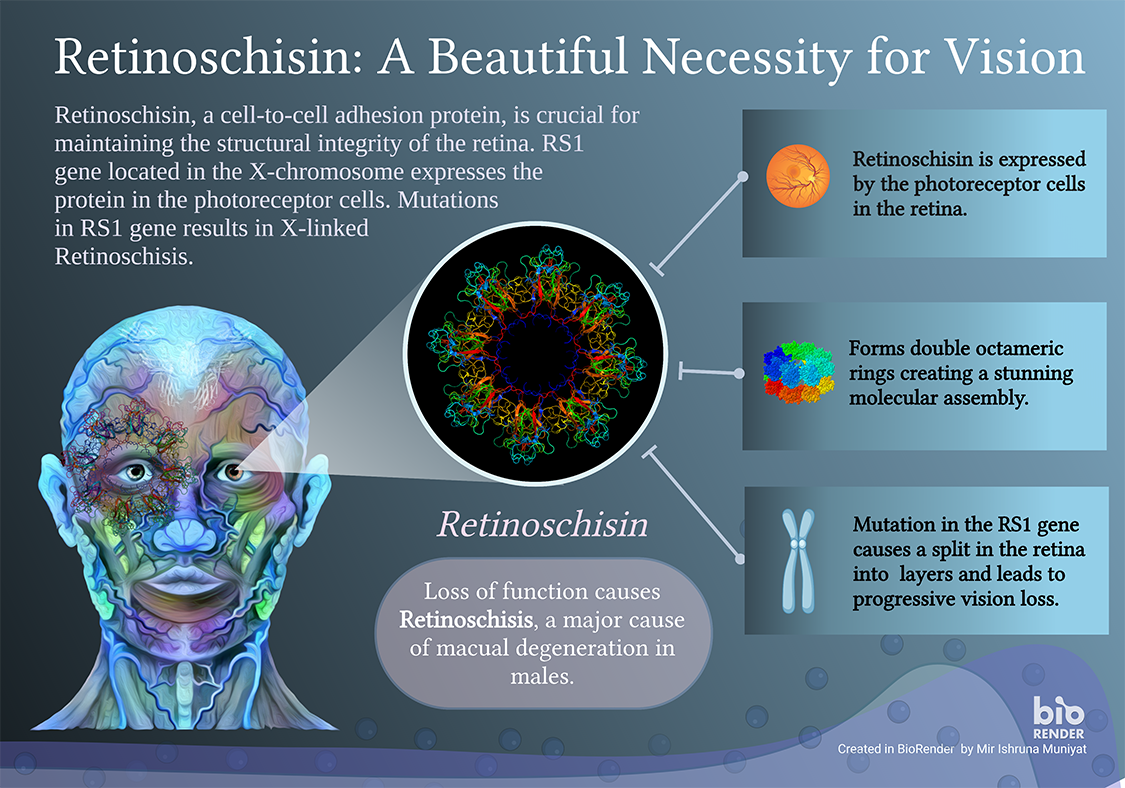 Retinoschisin: A Beautiful Necessity for Vision
Retinoschisin, a cell-to-cell adhesion protein, is crucial for
maintaining the structural integrity of the retina. RS1
gene located in the X-chromosome expresses the
protein in the photoreceptor cells. Mutations
in RS1 gene results in X-linked
Retinoschisis.
Retinoschisin is expressed
by the photoreceptor cells
in the retina.
Forms double octameric
rings creating a stunning
molecular assembly.
Mutation in the RS1 gene
causes a split in the retina
into layers and leads to
progressive vision loss.
Retinoschisin
Loss of function causes
Retinoschisis, a major cause
of macual degeneration in
males.
bio
RENDER
Created in BioRender by Mir Ishruna Muniyat